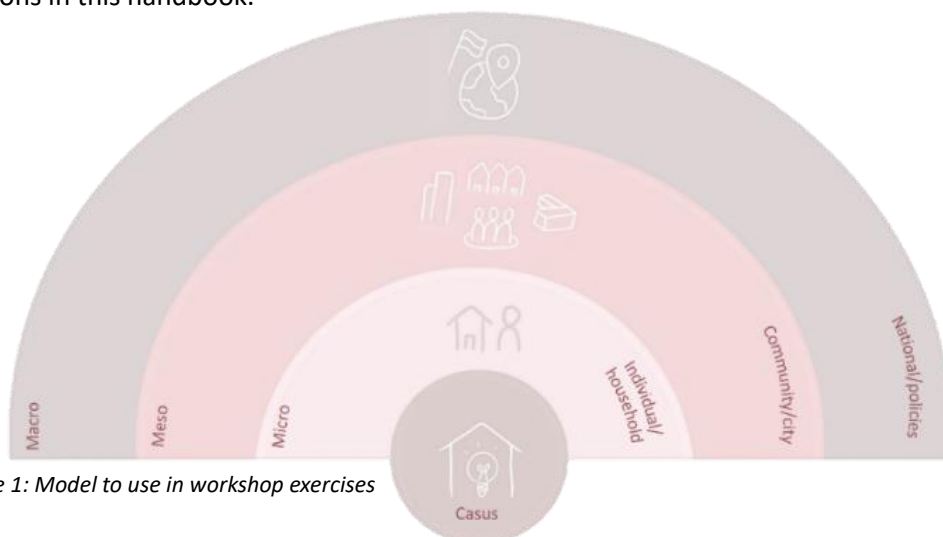 ons in this handbook.
Macro
Meso
Micro
Individual/
household
Community/city
National/policies
e 1: Model to use in workshop exercises
Casus